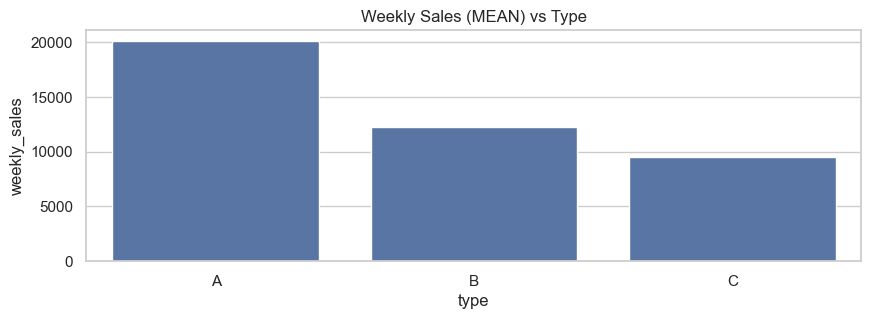 Weekly Sales (MEAN) vs Type
weekly_sales
20000
15000
10000
5000
0
A B C
type